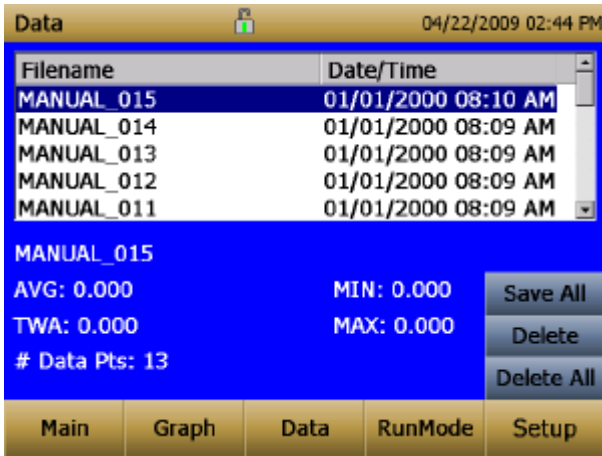 Data 04/22/2009 02:44 PM
Filename Date/Time
MANUAL_015 01/01/2000 08:10 AM
MANUAL_014 01/01/2000 08:09 AM
MANUAL_013 01/01/2000 08:09 AM
MANUAL_012 01/01/2000 08:09 AM
MANUAL_011 01/01/2000 08:09 AM
MANUAL_015
AVG: 0.000 MIN: 0.000 Save All
TWA: 0.000 MAX: 0.000 Delete
# Data Pts: 13 Delete All
Main Graph Data RunMode Setup